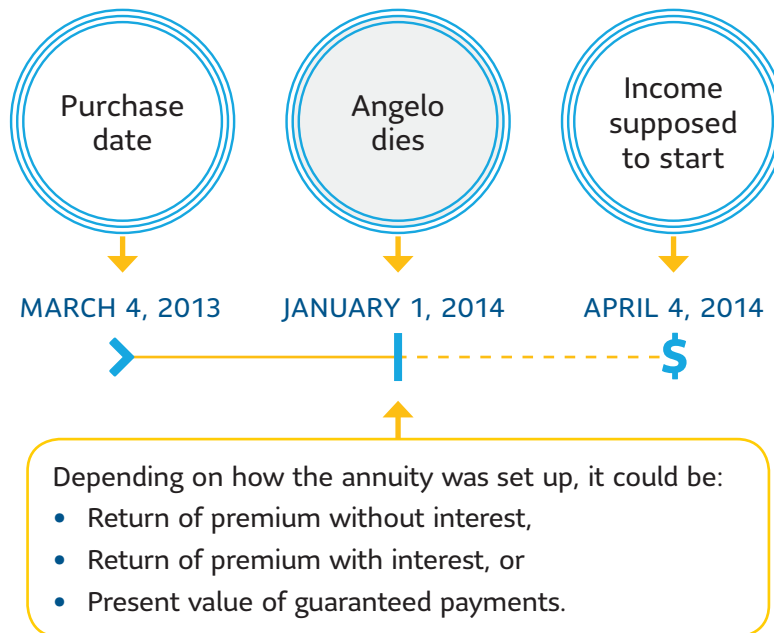 Purchase
date
Angelo
dies
Income
supposed
to start
MARCH 4, 2013
JANUARY 1, 2014
APRIL 4, 2014
$
Depending on how the annuity was set up, it could be:
• Return of premium without interest,
• Return of premium with interest, or
• Present value of guaranteed payments.